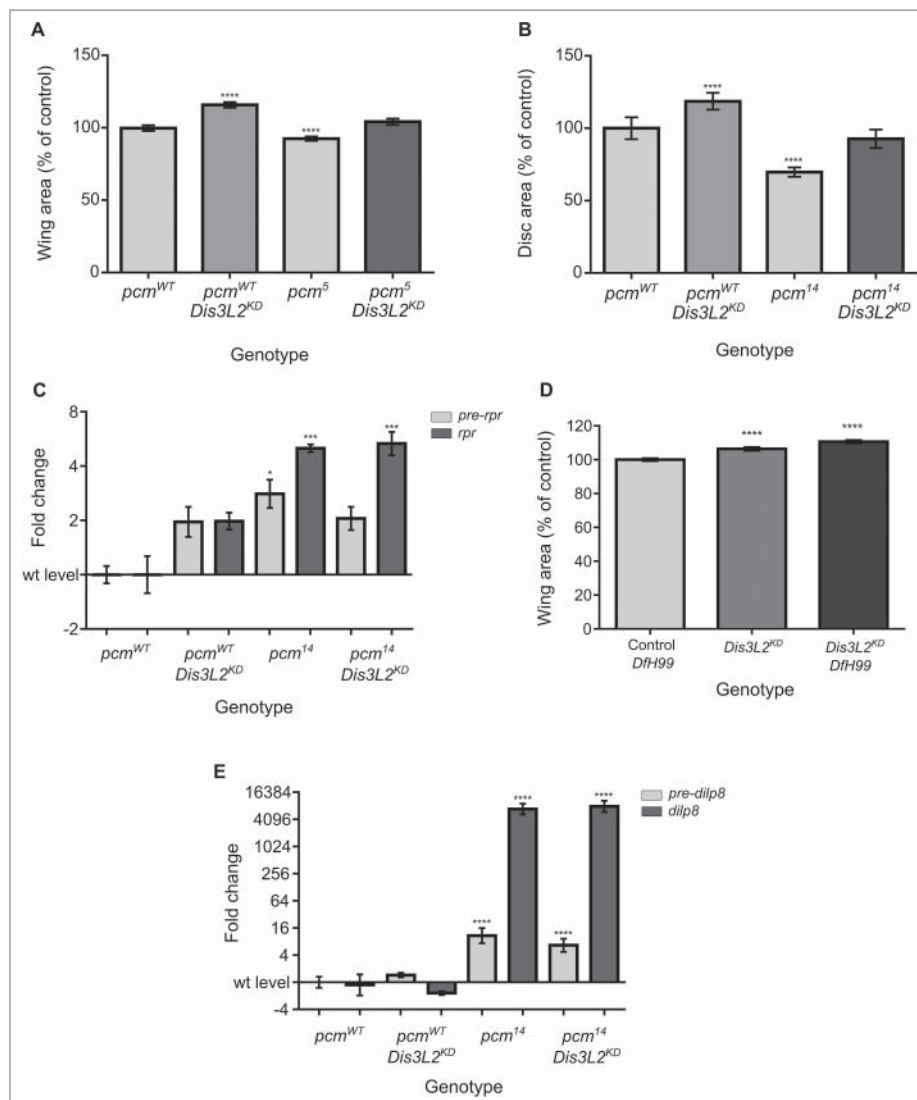 A
150
100
50
0
Wing area (% of control)
****
****
pcm^WT
pcm^WT Dis3L2^KD
pcm^5
pcm^5 Dis3L2^KD
Genotype
B
150
100
50
0
Disc area (% of control)
****
****
pcm^WT
pcm^WT Dis3L2^KD
pcm^14
pcm^14 Dis3L2^KD
Genotype
C
8
4
2
wt level
-2
Fold change
*
***
***
pre-rpr
rpr
pcm^WT
pcm^WT Dis3L2^KD
pcm^14
pcm^14 Dis3L2^KD
Genotype
D
120
100
80
60
40
20
0
Wing area (% of control)
****
****
Control DfH99
Dis3L2^KD
Dis3L2^KD DfH99
Genotype
E
16384
4096
1024
256
64
16
4
wt level
-4
Fold change
****
****
****
****
pre-dilp8
dilp8
pcm^WT
pcm^WT Dis3L2^KD
pcm^14
pcm^14 Dis3L2^KD
Genotype